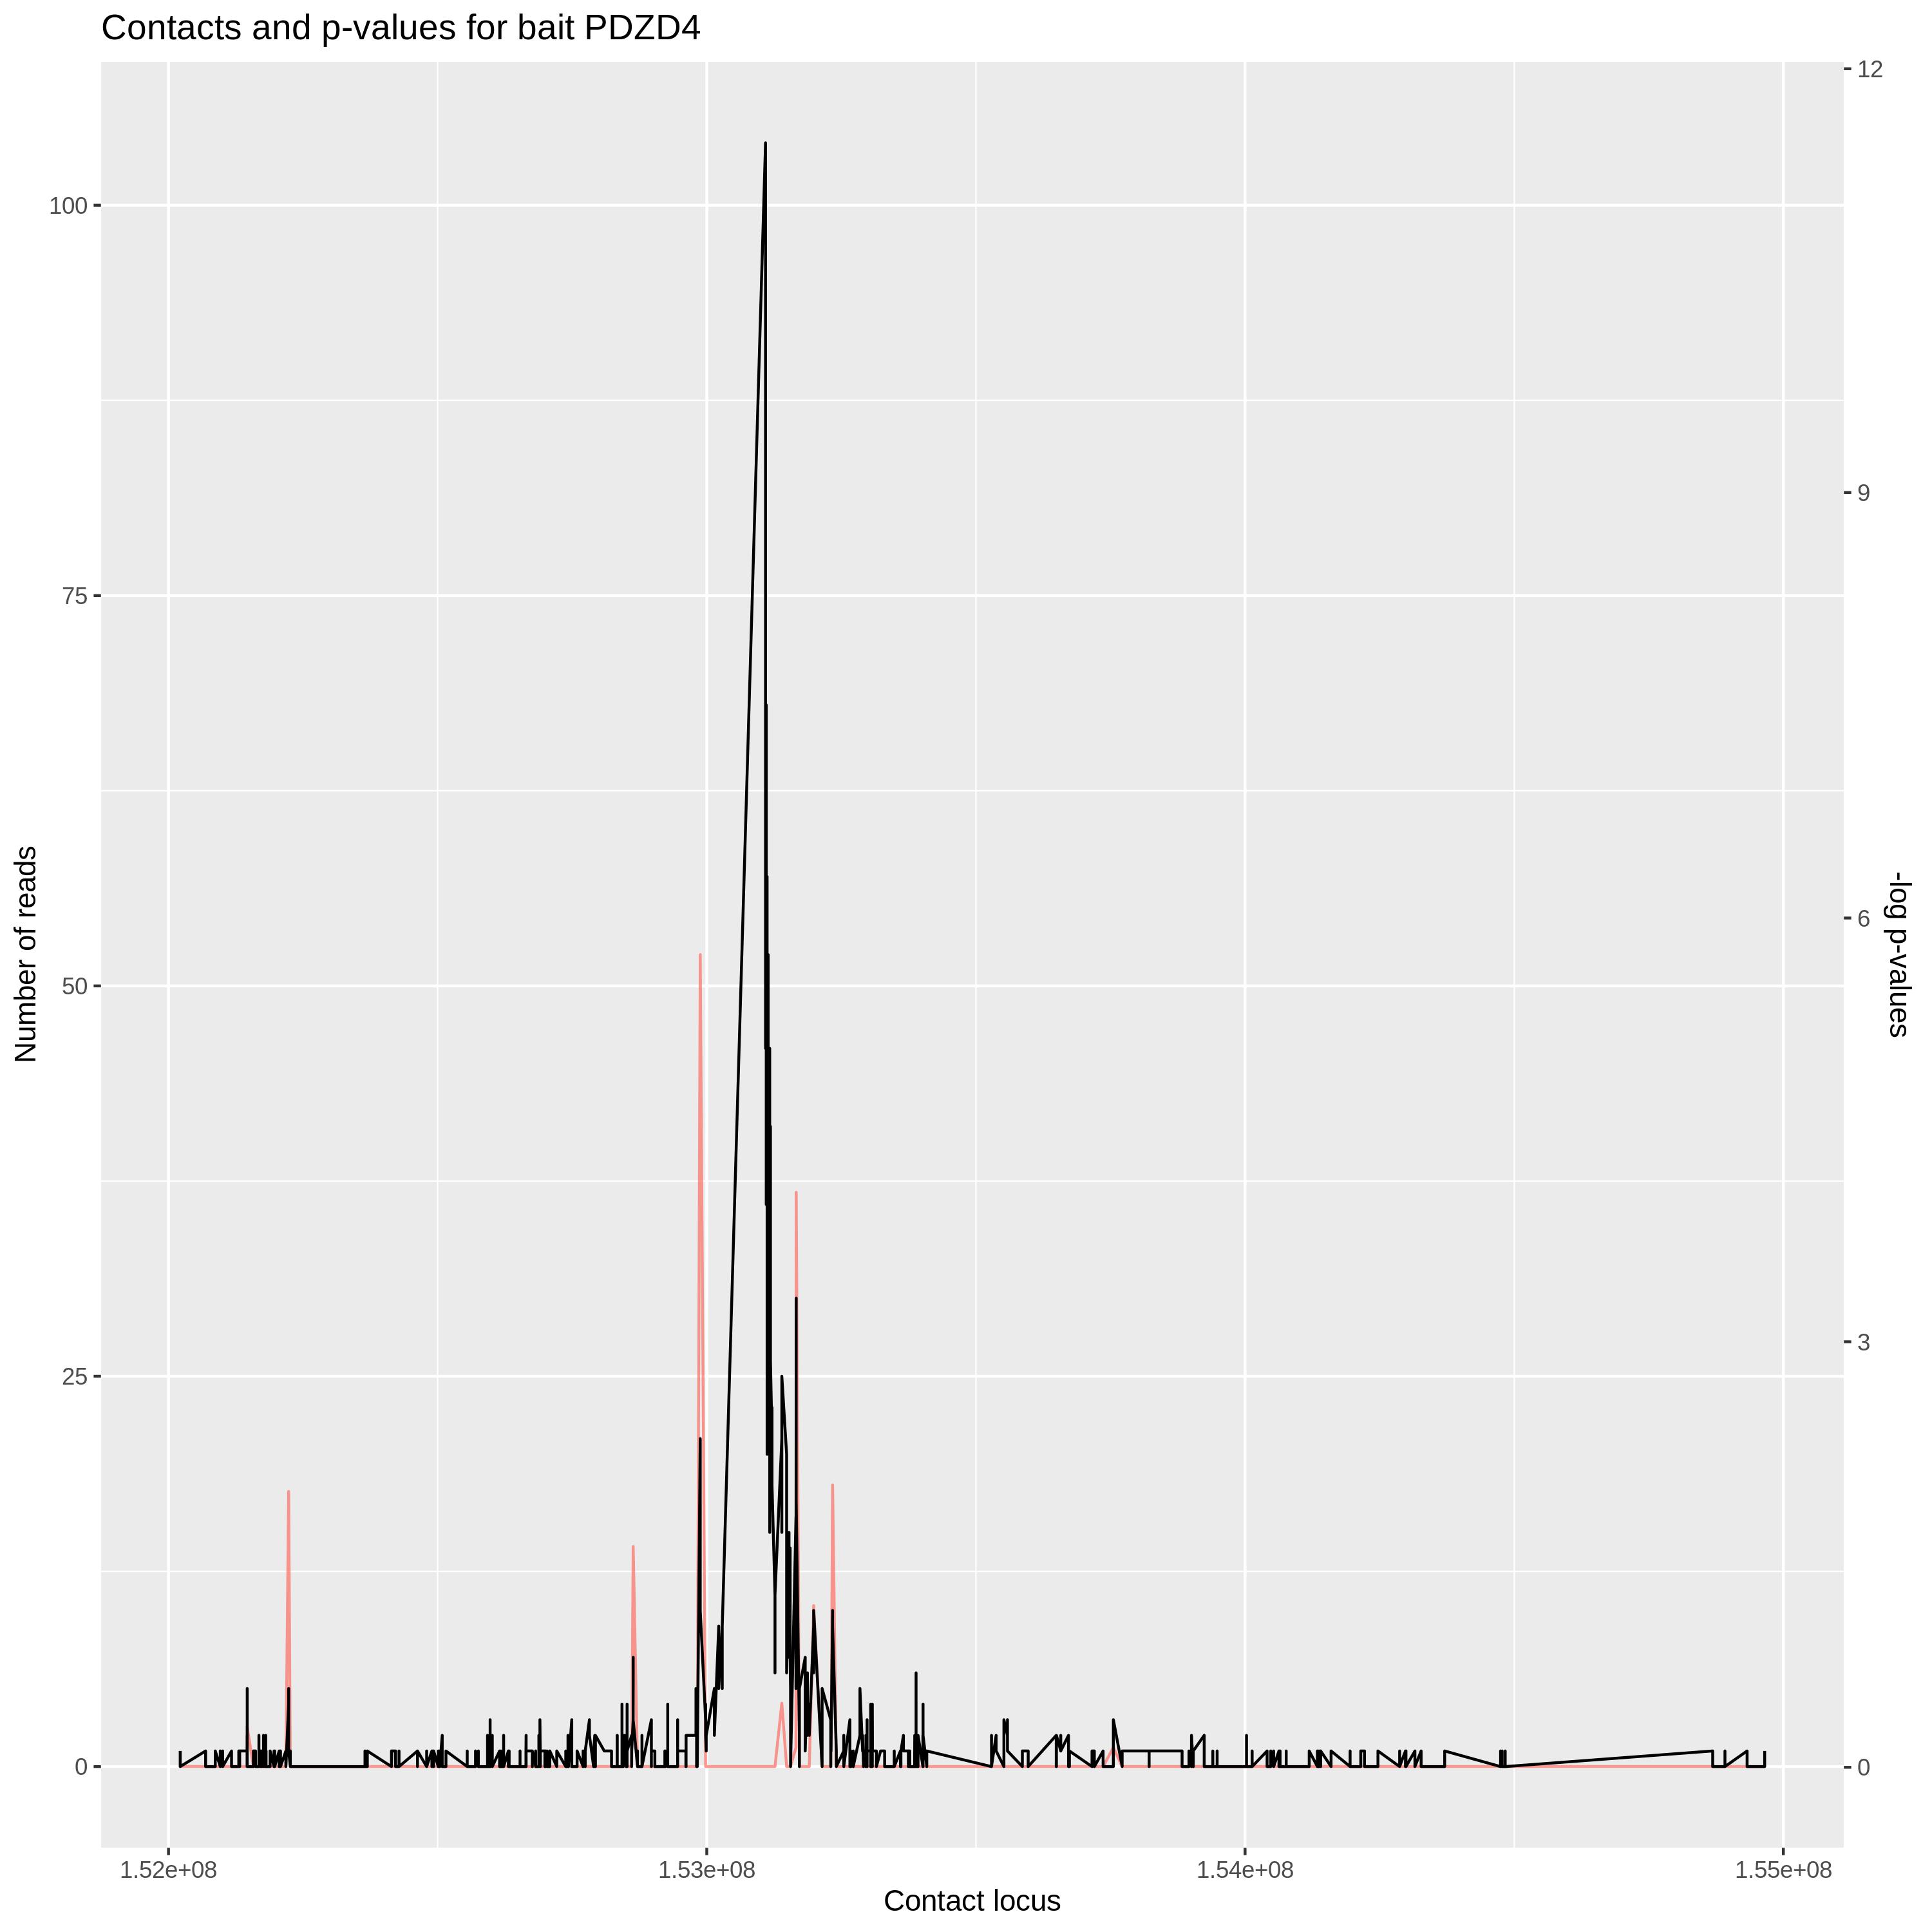 Contacts and p-values for bait PDZD4
12
9
6
3
0
-log p-values
100
75
50
25
0
Number of reads
1.52e+08
1.53e+08
1.54e+08
1.55e+08
Contact locus